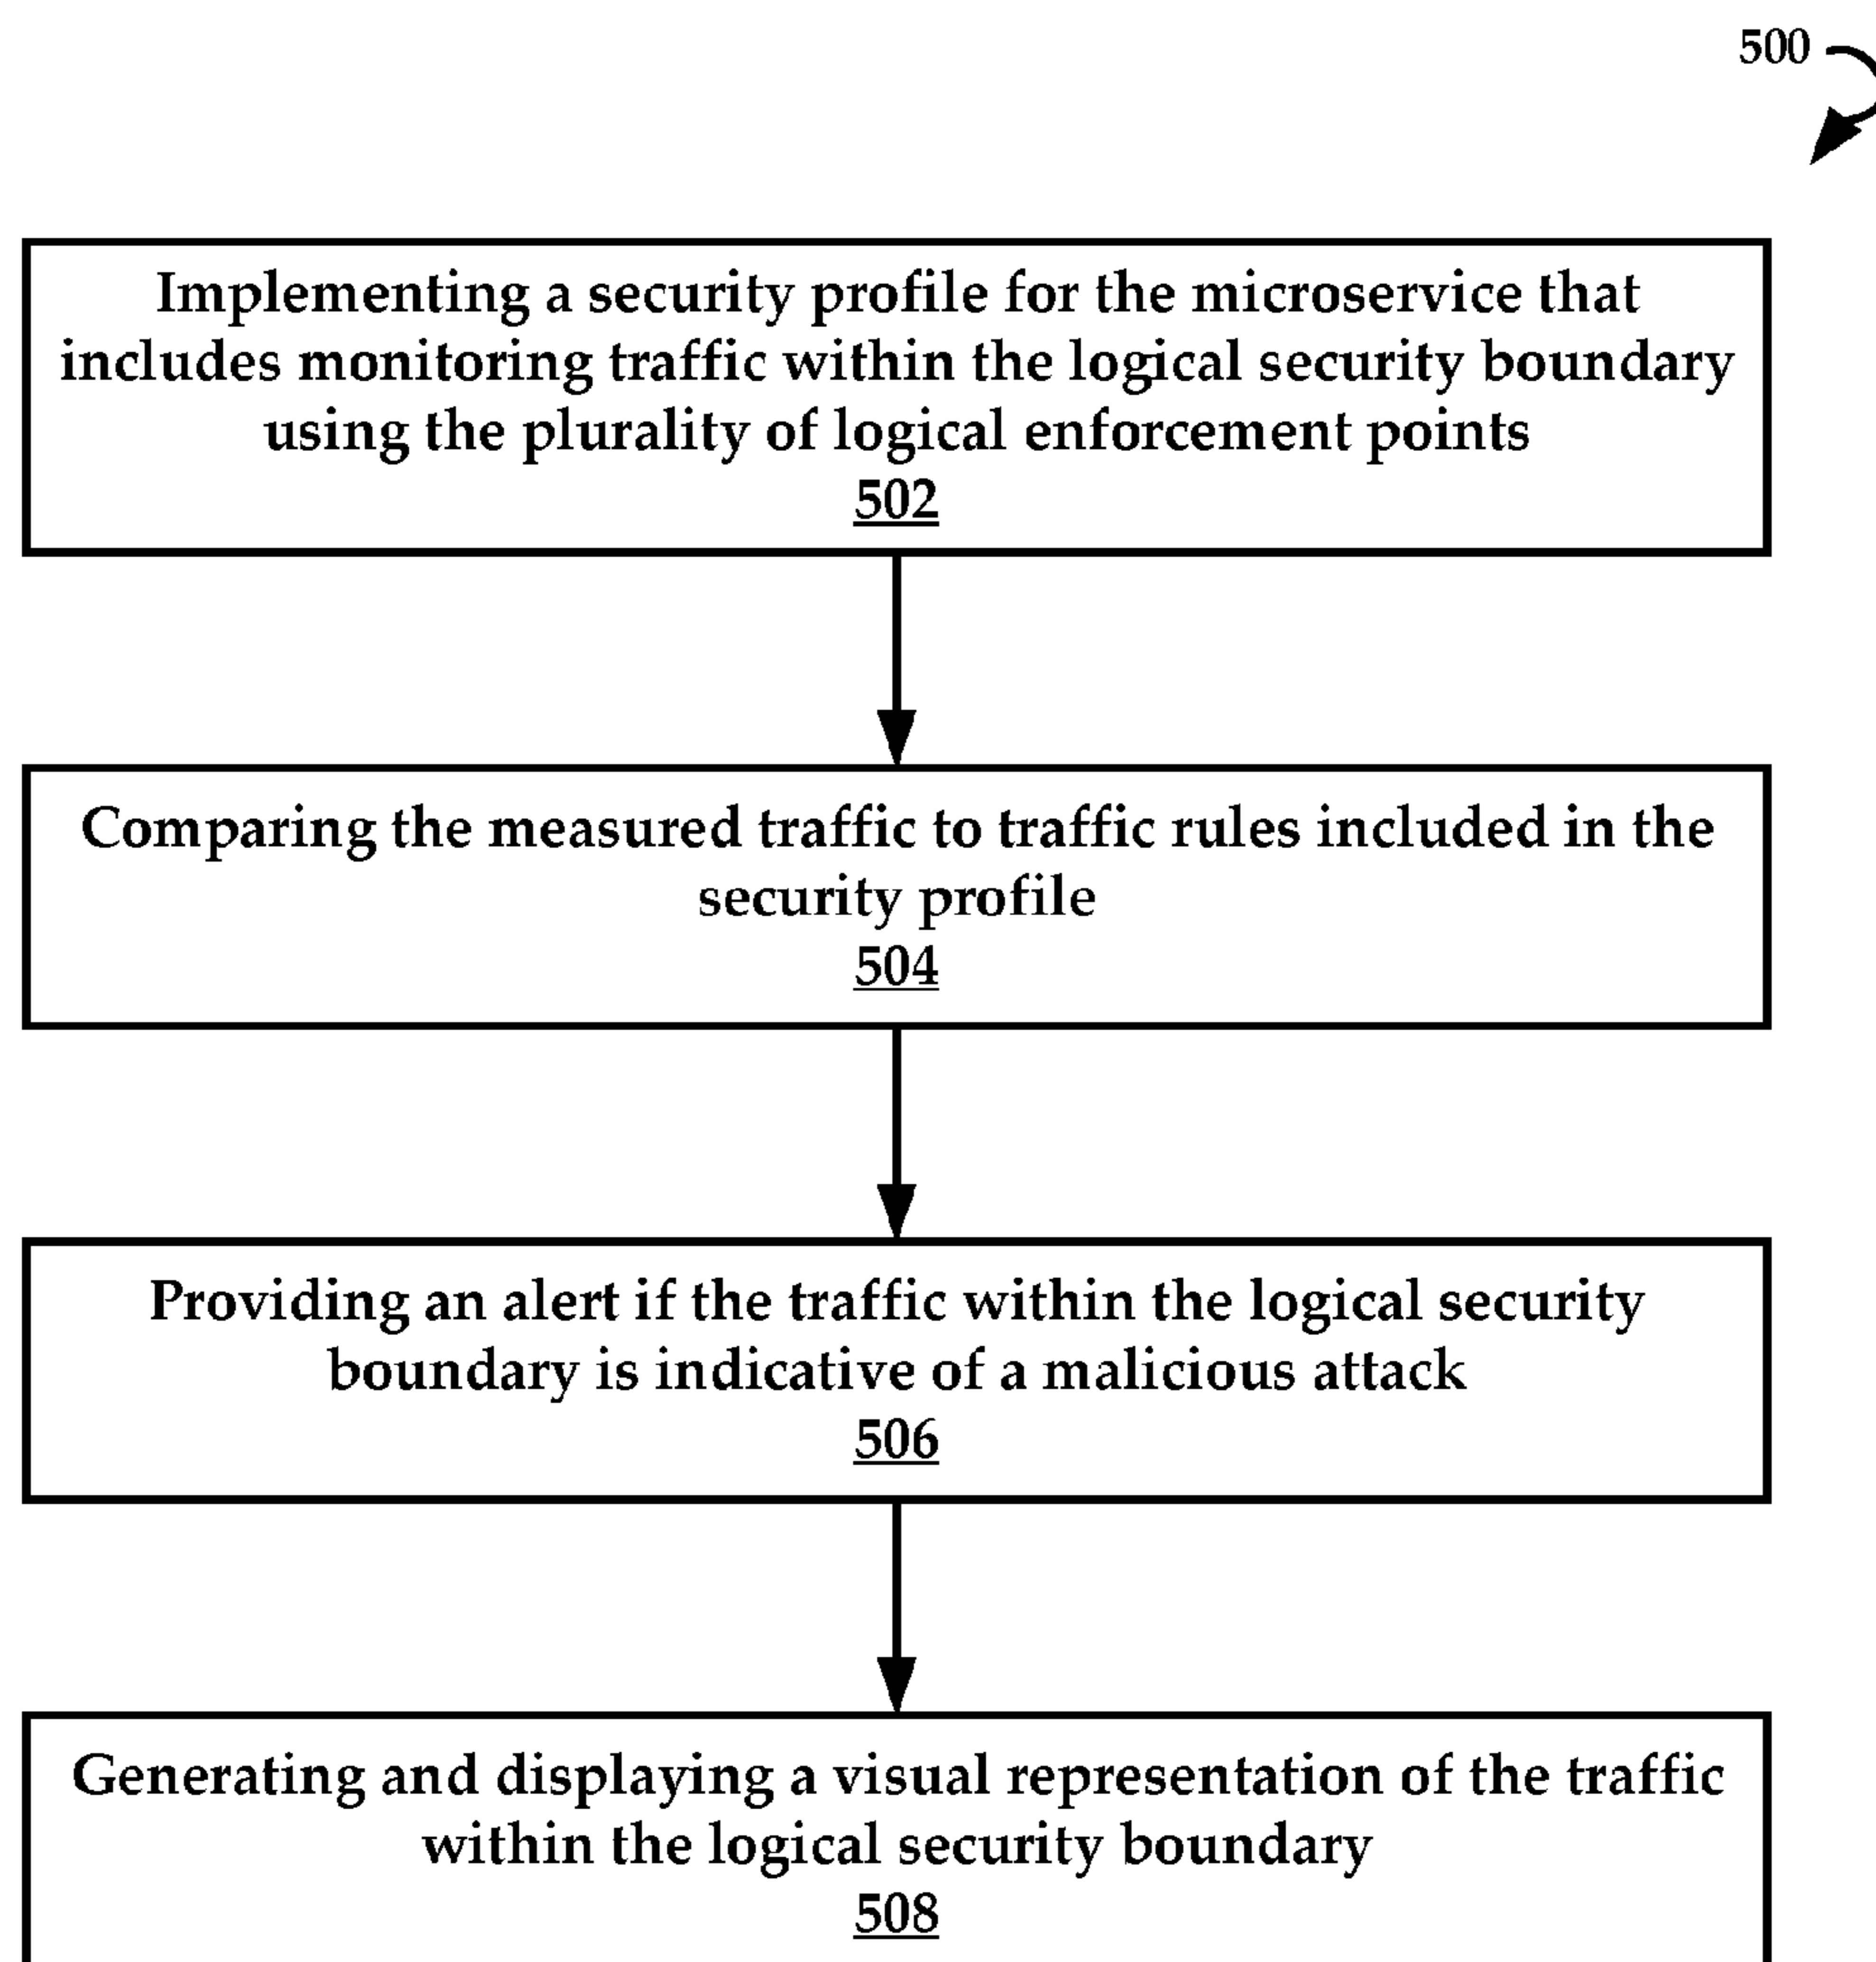 500
Implementing a security profile for the microservice that
includes monitoring traffic within the logical security boundary
using the plurality of logical enforcement points
502
Comparing the measured traffic to traffic rules included in the
security profile
504
Providing an alert if the traffic within the logical security
boundary is indicative of a malicious attack
506
Generating and displaying a visual representation of the traffic
within the logical security boundary
508